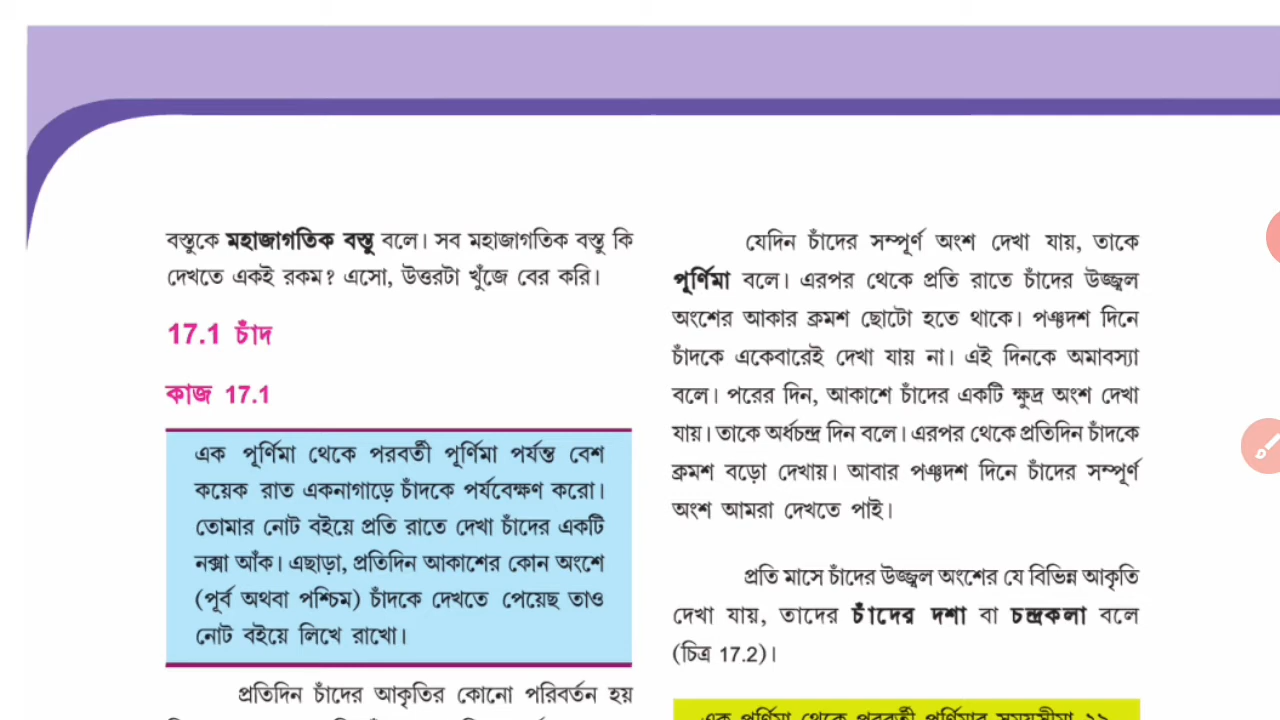 বস্তুকে মহাজাগতিক বস্তু বলে। সব মহাজাগতিক বস্তু কি
দেখতে একই রকম? এসো, উত্তরটা খুঁজে বের করি।
17.1 চাঁদ
কাজ 17.1
এক পূর্ণিমা থেকে পরবর্তী পূর্ণিমা পর্যন্ত বেশ
কয়েক রাত একনাগাড়ে চাঁদকে পর্যবেক্ষণ করো।
তোমার নোট বইয়ে প্রতি রাতে দেখা চাঁদের একটি
নক্সা আঁক। এছাড়া, প্রতিদিন আকাশের কোন অংশে
(পূর্ব অথবা পশ্চিম) চাঁদকে দেখতে পেয়েছ তাও
নোট বইয়ে লিখে রাখো।
প্রতিদিন চাঁদের আকৃতির কোনো পরিবর্তন হয়
যেদিন চাঁদের সম্পূর্ণ অংশ দেখা যায়, তাকে
পূর্ণিমা বলে। এরপর থেকে প্রতি রাতে চাঁদের উজ্জ্বল
অংশের আকার ক্রমশ ছোটো হতে থাকে। পঞ্চদশ দিনে
চাঁদকে একেবারেই দেখা যায় না। এই দিনকে অমাবস্যা
বলে। পরের দিন, আকাশে চাঁদের একটি ক্ষুদ্র অংশ দেখা
যায়। তাকে অর্ধচন্দ্র দিন বলে। এরপর থেকে প্রতিদিন চাঁদকে
ক্রমশ বড়ো দেখায়। আবার পঞ্চদশ দিনে চাঁদের সম্পূর্ণ
অংশ আমরা দেখতে পাই।
প্রতি মাসে চাঁদের উজ্জ্বল অংশের যে বিভিন্ন আকৃতি
দেখা যায়, তাদের চাঁদের দশা বা চন্দ্রকলা বলে
(চিত্র 17.2)।
এক পূর্ণিমা থেকে পরবর্তী পূর্ণিমার সময়সীমা